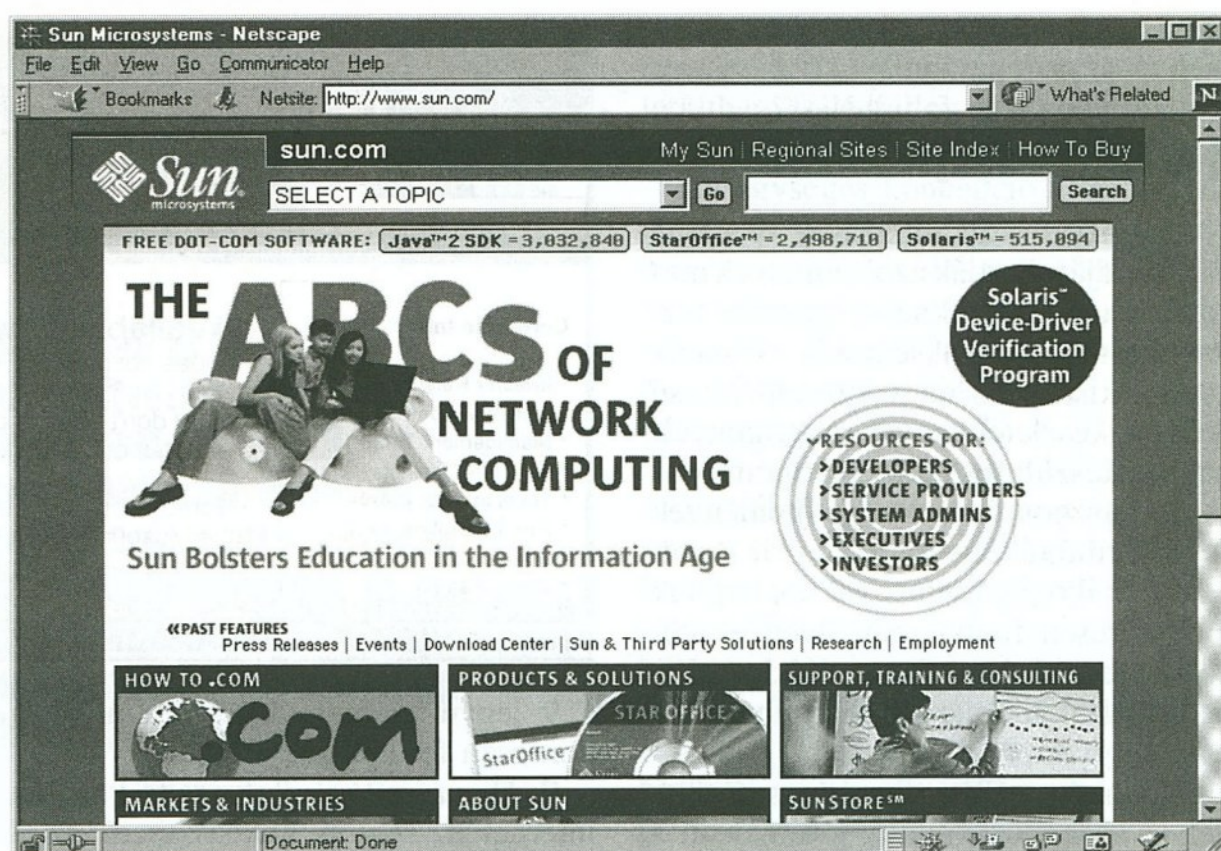 Sun Microsystems - Netscape
File Edit View Go Communicator Help
Bookmarks Netsite: http://www.sun.com/ What's Related N
Sun microsystems
sun.com My Sun | Regional Sites | Site Index | How To Buy
SELECT A TOPIC Go Search
FREE DOT-COM SOFTWARE: Java™2 SDK = 3,032,840 StarOffice™ = 2,498,710 Solaris™ = 515,094
THE ABCs OF
NETWORK
COMPUTING
Sun Bolsters Education in the Information Age
Solaris™
Device-Driver
Verification
Program
RESOURCES FOR:
>DEVELOPERS
>SERVICE PROVIDERS
>SYSTEM ADMINS
>EXECUTIVES
>INVESTORS
«PAST FEATURES
Press Releases | Events | Download Center | Sun & Third Party Solutions | Research | Employment
HOW TO .COM PRODUCTS & SOLUTIONS SUPPORT, TRAINING & CONSULTING
.com
STAR OFFICE™
StarOffice™
MARKETS & INDUSTRIES ABOUT SUN SUNSTORE℠
Document: Done